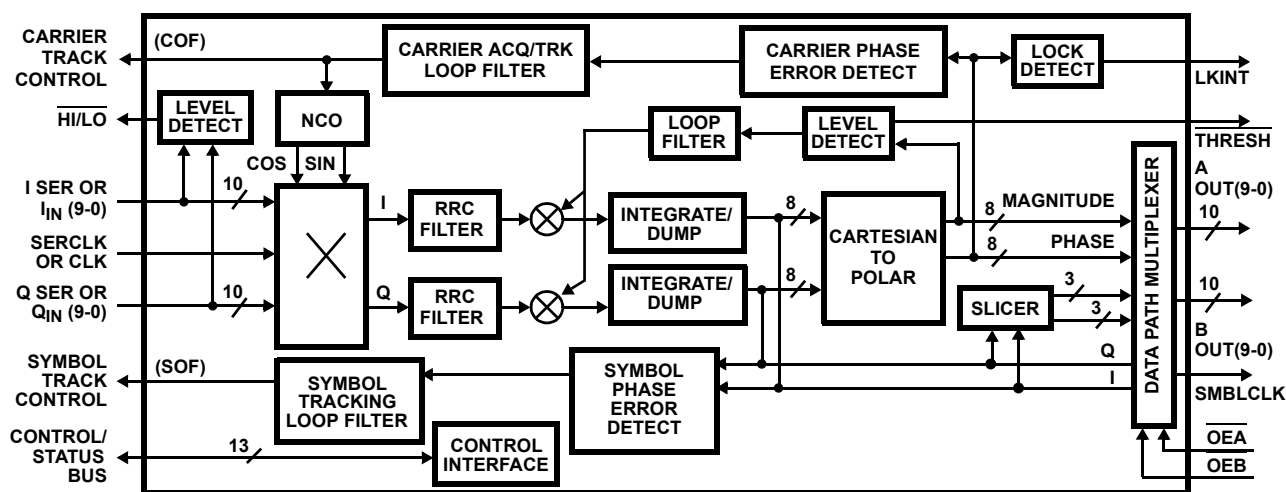 CARRIER
TRACK
CONTROL
(COF)
CARRIER ACQ/TRK
LOOP FILTER
CARRIER PHASE
ERROR DETECT
LOCK
DETECT
LKINT
HI/LO
LEVEL
DETECT
NCO
LOOP
FILTER
LEVEL
DETECT
THRESH
COS
SIN
I SER OR
I_IN (9-0)
10
I
RRC
FILTER
INTEGRATE/
DUMP
8
CARTESIAN
TO
POLAR
MAGNITUDE
8
PHASE
8
A
OUT(9-0)
10
SERCLK
OR CLK
Q SER OR
Q_IN (9-0)
10
Q
RRC
FILTER
INTEGRATE/
DUMP
8
SLICER
3
3
DATA PATH MULTIPLEXER
10
B
OUT(9-0)
SYMBOL
TRACK
CONTROL
(SOF)
SYMBOL
TRACKING
LOOP FILTER
SYMBOL
PHASE
ERROR
DETECT
Q
I
SMBLCLK
CONTROL/
STATUS
BUS
13
CONTROL
INTERFACE
OEA
OEB